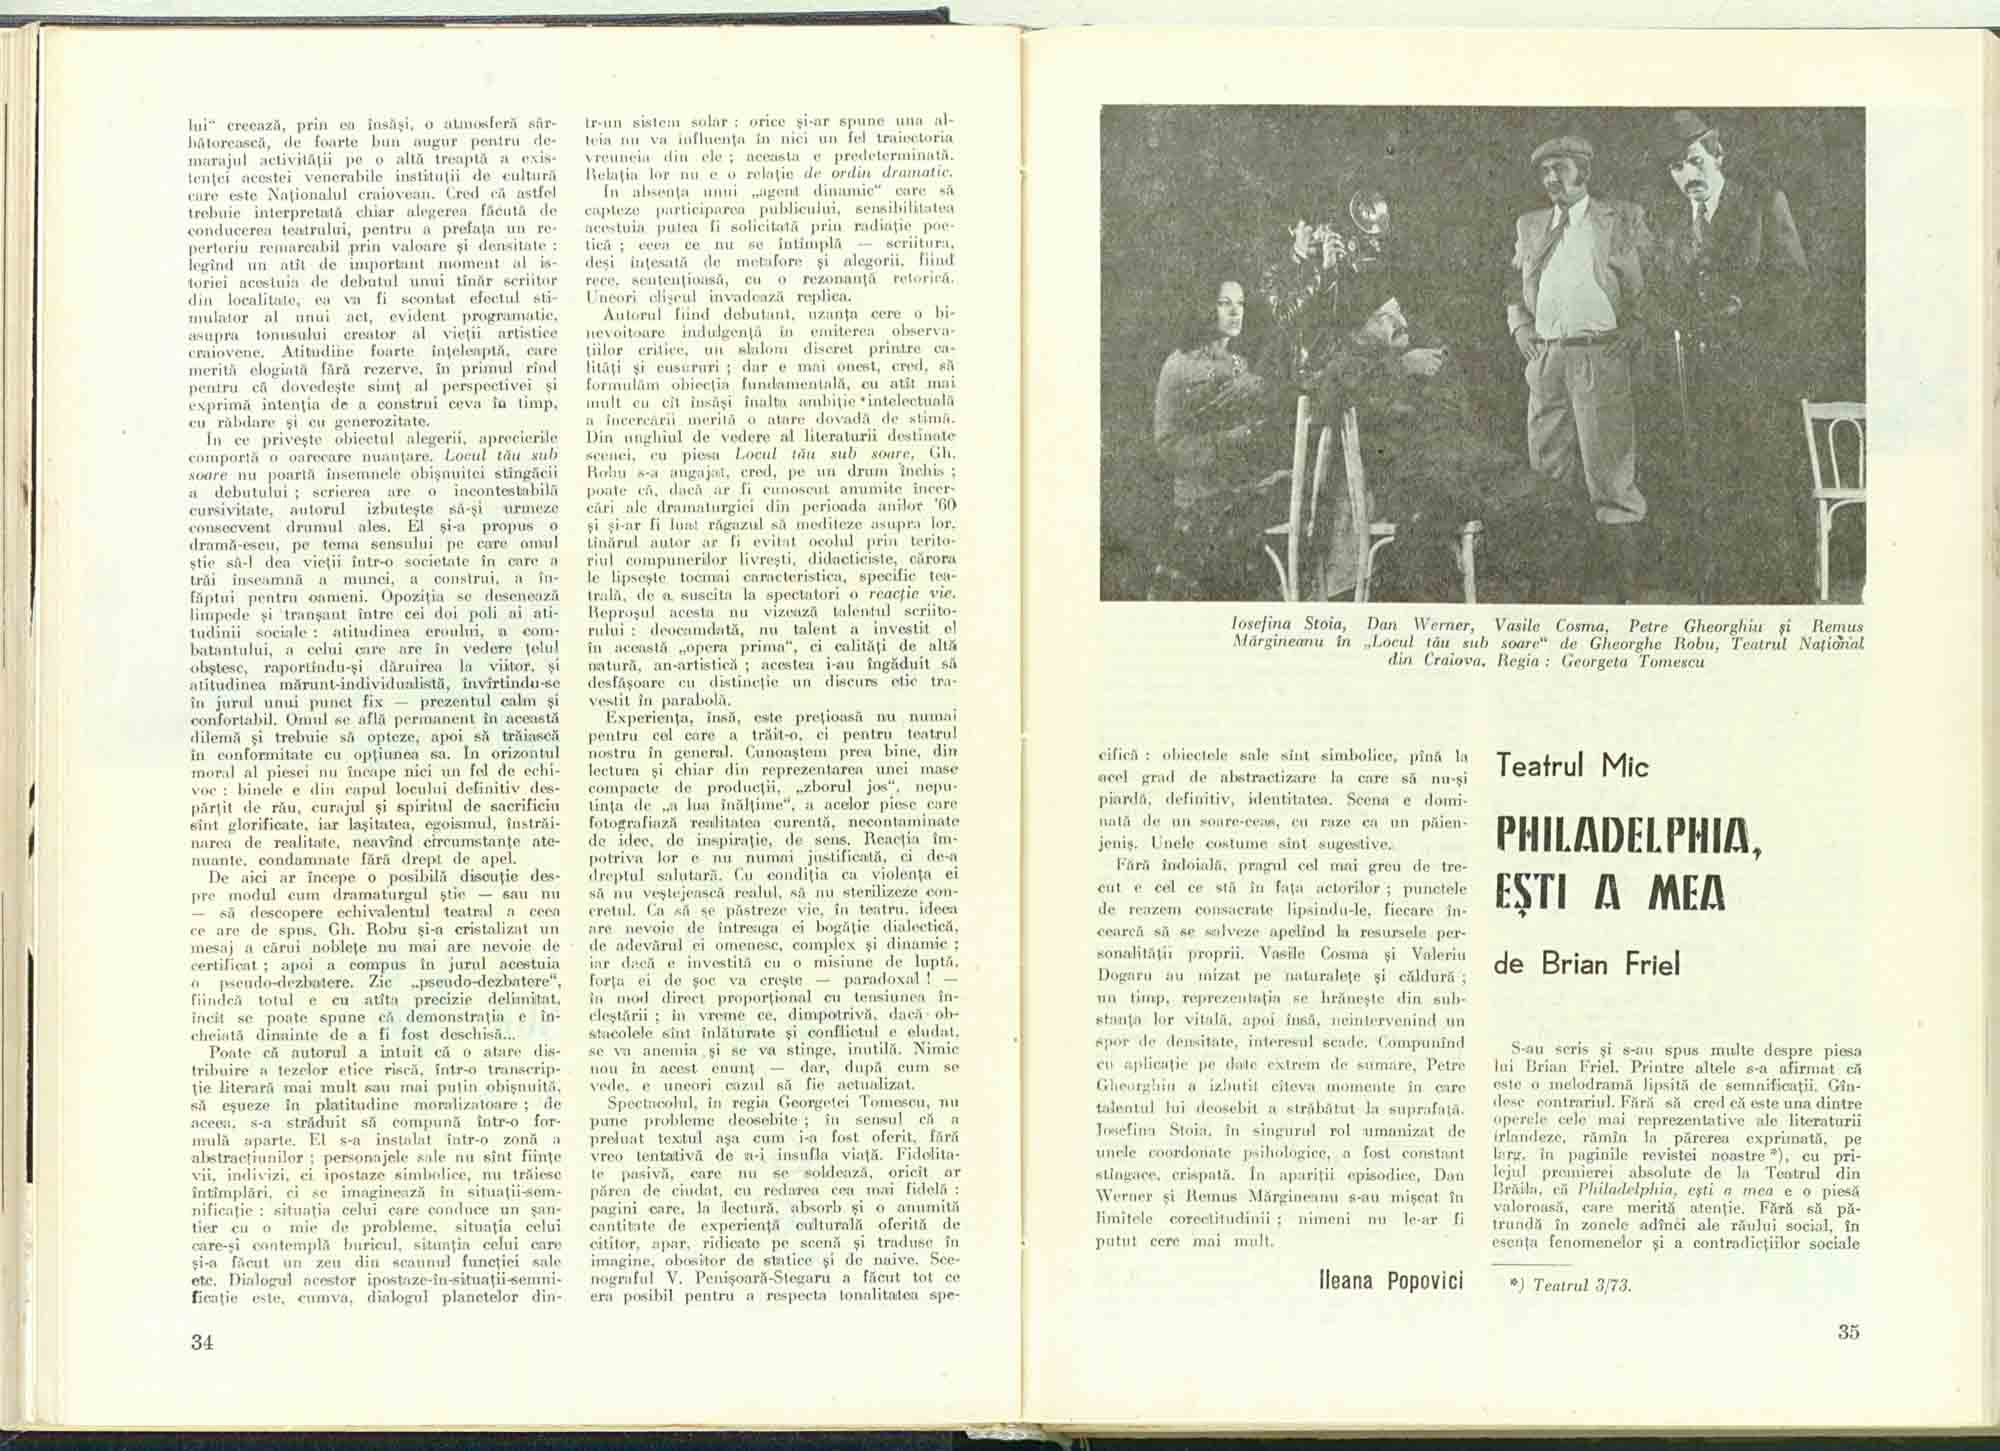 lui" creează, prin ea însăși, o atmosferă săr-
bătorească, de foarte bun augur pentru de-
marajul activității pe o altă treaptă a exis-
tenței acestei venerabile instituții de cultură
care este Naționalul craiovean. Cred că astfel
trebuie interpretată chiar alegerea făcută de
conducerea teatrului, pentru a prefața un re-
pertoriu remarcabil prin valoare și densitate :
legînd un atît de important moment al is-
toriei acestuia de debutul unui tînăr scriitor
din localitate, ea va fi scontat efectul sti-
mulator al unui act, evident programatic,
asupra tonusului creator al vieții artistice
craiovene. Atitudine foarte înțeleaptă, care
merită elogiată fără rezerve, în primul rînd
pentru că dovedește simț al perspectivei și
exprimă intenția de a construi ceva în timp,
cu răbdare și cu generozitate.
În ce privește obiectul alegerii, aprecierile
comportă o oarecare nuanțare. Locul tău sub
soare nu poartă însemnele obișnuitei stîngăcii
a debutului ; scrierea are o incontestabilă
cursivitate, autorul izbutește să-și urmeze
consecvent drumul ales. El și-a propus o
dramă-eseu, pe tema sensului pe care omul
știe să-l dea vieții într-o societate în care a
trăi înseamnă a munci, a construi, a în-
făptui pentru oameni. Opoziția se desenează
limpede și tranșant între cei doi poli ai ati-
tudinii sociale : atitudinea eroului, a com-
batantului, a celui care are în vedere țelul
obștesc, raportîndu-și dăruirea la viitor, și
atitudinea mărunt-individualistă, învîrtindu-se
în jurul unui punct fix — prezentul calm și
confortabil. Omul se află permanent în această
dilemă și trebuie să opteze, apoi să trăiască
în conformitate cu opțiunea sa. În orizontul
moral al piesei nu încape nici un fel de echi-
voc : binele e din capul locului definitiv des-
părțit de rău, curajul și spiritul de sacrificiu
sînt glorificate, iar lașitatea, egoismul, înstrăi-
narea de realitate, neavînd circumstanțe ate-
nuante, condamnate fără drept de apel.
De aici ar începe o posibilă discuție des-
pre modul cum dramaturgul știe — sau nu
— să descopere echivalentul teatral a ceea
ce are de spus. Gh. Robu și-a cristalizat un
mesaj a cărui noblețe nu mai are nevoie de
certificat ; apoi a compus în jurul acestuia
o pseudo-dezbatere. Zic „pseudo-dezbatere",
fiindcă totul e cu atîta precizie delimitat,
încît se poate spune că demonstrația e în-
cheiată dinainte de a fi fost deschisă...
Poate că autorul a intuit că o atare dis-
tribuire a tezelor etice riscă, într-o transcrip-
ție literară mai mult sau mai puțin obișnuită,
să eșueze în platitudine moralizatoare ; de
aceea, s-a străduit să compună într-o for-
mulă aparte. El s-a instalat într-o zonă a
abstracțiunilor ; personajele sale nu sînt ființe
vii, indivizi, ci ipostaze simbolice, nu trăiesc
întîmplări, ci se imaginează în situații-sem-
nificație : situația celui care conduce un șan-
tier cu o mie de probleme, situația celui
care-și contemplă buricul, situația celui care
și-a făcut un zeu din scaunul funcției sale
etc. Dialogul acestor ipostaze-în-situații-semni-
ficație este, cumva, dialogul planetelor din-
34
tr-un sistem solar : orice și-ar spune una al-
teia nu va influența în nici un fel traiectoria
vreuneia din ele ; aceasta e predeterminată.
Relația lor nu e o relație de ordin dramatic.
În absența unui „agent dinamic" care să
capteze participarea publicului, sensibilitatea
acestuia putea fi solicitată prin radiație poe-
tică ; ceea ce nu se întîmplă — scriitura,
deși înțesată de metafore și alegorii, fiind
rece, sentențioasă, cu o rezonanță retorică.
Uneori clișeul invadează replica.
Autorul fiind debutant, uzanța cere o bi-
nevoitoare indulgență în emiterea observa-
țiilor critice, un slalom discret printre ca-
lități și cusururi ; dar e mai onest, cred, să
formulăm obiecția fundamentală, cu atît mai
mult cu cît însăși înalta ambiție intelectuală
a încercării merită o atare dovadă de stimă.
Din unghiul de vedere al literaturii destinate
scenei, cu piesa Locul tău sub soare, Gh.
Robu s-a angajat, cred, pe un drum închis ;
poate că, dacă ar fi cunoscut anumite încer-
cări ale dramaturgiei din perioada anilor '60
și și-ar fi luat răgazul să mediteze asupra lor,
tînărul autor ar fi evitat ocolul prin terito-
riul compunerilor livrești, didacticiste, cărora
le lipsește tocmai caracteristica, specific tea-
trală, de a suscita la spectatori o reacție vie.
Reproșul acesta nu vizează talentul scriito-
rului : deocamdată, nu talent a investit el
în această „opera prima", ci calități de altă
natură, an-artistică ; acestea i-au îngăduit să
desfășoare cu distincție un discurs etic tra-
vestit în parabolă.
Experiența, însă, este prețioasă nu numai
pentru cel care a trăit-o, ci pentru teatrul
nostru în general. Cunoaștem prea bine, din
lectura și chiar din reprezentarea unei mase
compacte de producții, „zborul jos", nepu-
tința de „a lua înălțime", a acelor piese care
fotografiază realitatea curentă, necontaminate
de idee, de inspirație, de sens. Reacția îm-
potriva lor e nu numai justificată, ci de-a
dreptul salutară. Cu condiția ca violența ei
să nu veștejească realul, să nu sterilizeze con-
cretul. Ca să se păstreze vie, în teatru, ideea
are nevoie de întreaga ei bogăție dialectică,
de adevărul ei omenesc, complex și dinamic ;
iar dacă e investită cu o misiune de luptă,
forța ei de șoc va crește — paradoxal ! —
în mod direct proporțional cu tensiunea în-
cleștării ; în vreme ce, dimpotrivă, dacă ob-
stacolele sînt înlăturate și conflictul e eludat,
se va anemia și se va stinge, inutilă. Nimic
nou în acest enunț — dar, după cum se
vede, e uneori cazul să fie actualizat.
Spectacolul, în regia Georgetei Tomescu, nu
pune probleme deosebite ; în sensul că a
preluat textul așa cum i-a fost oferit, fără
vreo tentativă de a-i insufla viață. Fidelita-
te pasivă, care nu se soldează, oricît ar
părea de ciudat, cu redarea cea mai fidelă :
pagini care, la lectură, absorb și o anumită
cantitate de experiență culturală oferită de
cititor, apar, ridicate pe scenă și traduse în
imagine, obositor de statice și de naive. Sce-
nograful V. Penișoară-Stegaru a făcut tot ce
era posibil pentru a respecta tonalitatea spe-
Iosefina Stoia, Dan Werner, Vasile Cosma, Petre Gheorghiu și Remus
Mărgineanu în „Locul tău sub soare" de Gheorghe Robu, Teatrul Național
din Craiova. Regia : Georgeta Tomescu
cifică : obiectele sale sînt simbolice, pînă la
acel grad de abstractizare la care să nu-și
piardă, definitiv, identitatea. Scena e domi-
nată de un soare-ceas, cu raze ca un păien-
jeniș. Unele costume sînt sugestive.
Fără îndoială, pragul cel mai greu de tre-
cut e cel ce stă în fața actorilor ; punctele
de reazem consacrate lipsindu-le, fiecare în-
cearcă să se salveze apelînd la resursele per-
sonalității proprii. Vasile Cosma și Valeriu
Dogaru au mizat pe naturalețe și căldură ;
un timp, reprezentația se hrănește din sub-
stanța lor vitală, apoi însă, neintervenind un
spor de densitate, interesul scade. Compunînd
cu aplicație pe date extrem de sumare, Petre
Gheorghiu a izbutit cîteva momente în care
talentul lui deosebit a străbătut la suprafață.
Iosefina Stoia, în singurul rol umanizat de
unele coordonate psihologice, a fost constant
stîngace, crispată. În apariții episodice, Dan
Werner și Remus Mărgineanu s-au mișcat în
limitele corectitudinii ; nimeni nu le-ar fi
putut cere mai mult.
Ileana Popovici
Teatrul Mic
PHILADELPHIA,
EȘTI A MEA
de Brian Friel
S-au scris și s-au spus multe despre piesa
lui Brian Friel. Printre altele s-a afirmat că
este o melodramă lipsită de semnificații. Gîn-
desc contrariul. Fără să cred că este una dintre
operele cele mai reprezentative ale literaturii
irlandeze, rămîn la părerea exprimată, pe
larg, în paginile revistei noastre *), cu pri-
lejul premierei absolute de la Teatrul din
Brăila, că Philadelphia, ești a mea e o piesă
valoroasă, care merită atenție. Fără să pă-
trundă în zonele adînci ale răului social, în
esența fenomenelor și a contradicțiilor sociale
*) Teatrul 3/73.
35